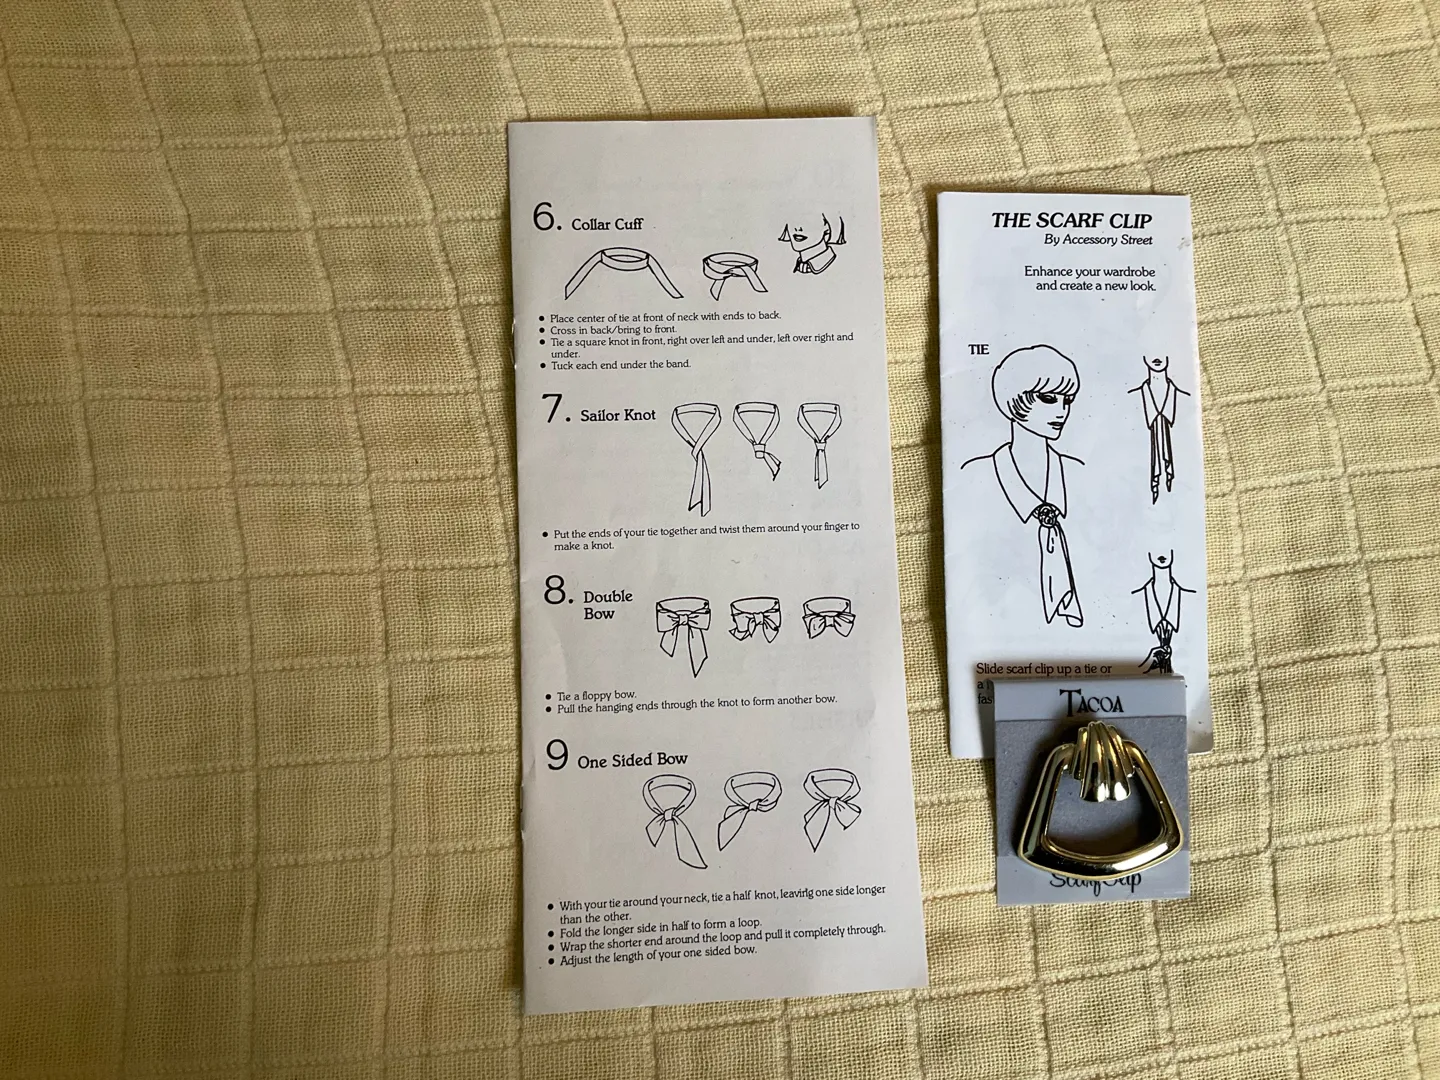 6. Collar Cuff
● Place center of tie at front of neck with ends to back.
● Cross in back/bring to front.
● Tie a square knot in front, right over left and under, left over right and
under.
● Tuck each end under the band.
7. Sailor Knot
● Put the ends of your tie together and twist them around your finger to
make a knot.
8. Double
Bow
● Tie a floppy bow.
● Pull the hanging ends through the knot to form another bow.
9 One Sided Bow
● With your tie around your neck, tie a half knot, leaving one side longer
than the other.
● Fold the longer side in half to form a loop.
● Wrap the shorter end around the loop and pull it completely through.
● Adjust the length of your one sided bow.
THE SCARF CLIP
By Accessory Street
Enhance your wardrobe
and create a new look.
TIE
Slide scarf clip up a tie or
a
fas
TACOA
Scarf Clip